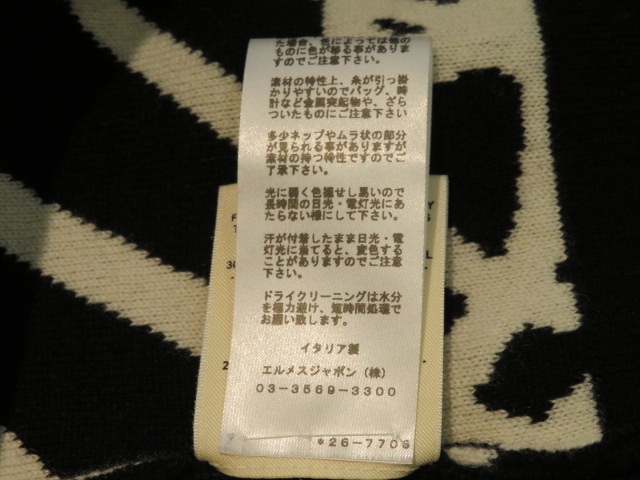 た場合、色によっては他の
ものに色が移る事がありま
すのでご注意下さい。
素材の特性上、糸が引っ掛
かりやすいのでバッグ、時
計など金属突起物や、ざら
ついたものにご注意下さい
多少ネップやムラ状の部分
が見られる事がありますが
素材の持つ特性ですのでご
了承下さい。
光に弱く色褪せし易いので
長時間の日光・電灯光にあ
たらない様にして下さい。
汗が付着したまま日光・電
灯光に当てると、変色する
ことがありますのでご注意
下さい。
ドライクリーニングは水分
を極力避け、短時間処理で
お願い致します。
イタリア製
エルメスジャポン（株）
03-3569-3300
*26-7706